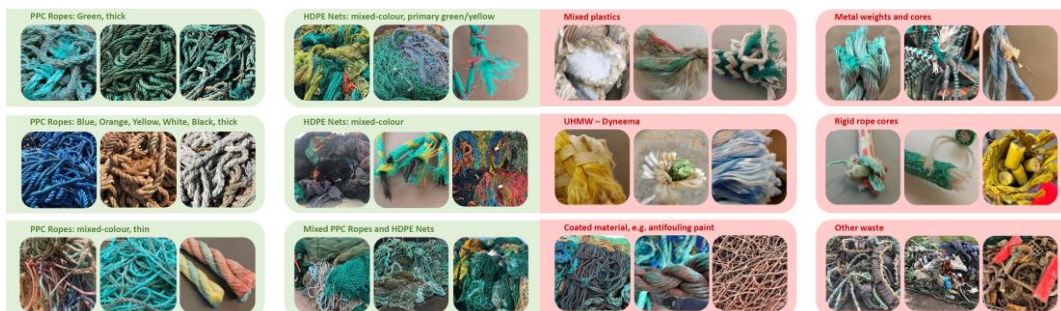 PPC Ropes: Green, thick
HDPE Nets: mixed-colour, primary green/yellow
Mixed plastics
Metal weights and cores
PPC Ropes: Blue, Orange, Yellow, White, Black, thick
HDPE Nets: mixed-colour
UHMW – Dyneema
Rigid rope cores
PPC Ropes: mixed-colour, thin
Mixed PPC Ropes and HDPE Nets
Coated material, e.g. antifouling paint
Other waste